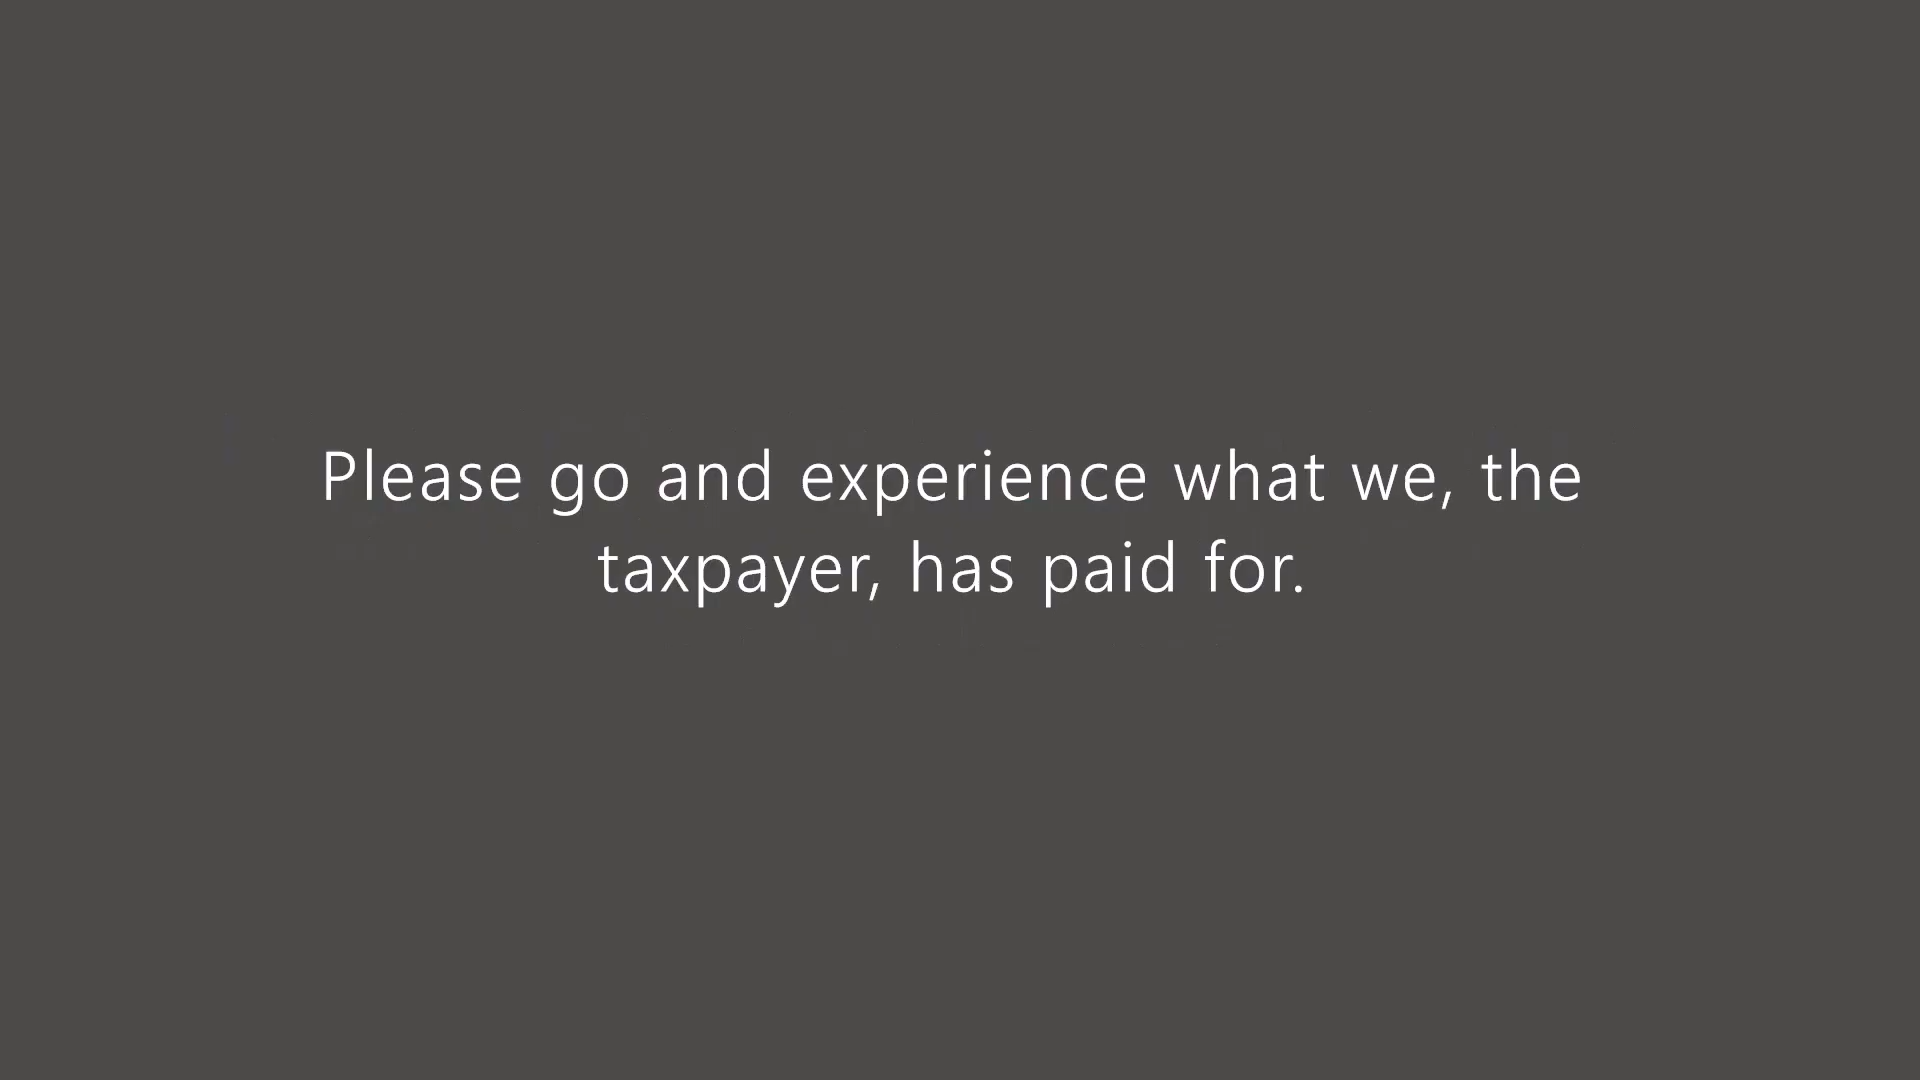 Please go and experience what we, the
taxpayer, has paid for.